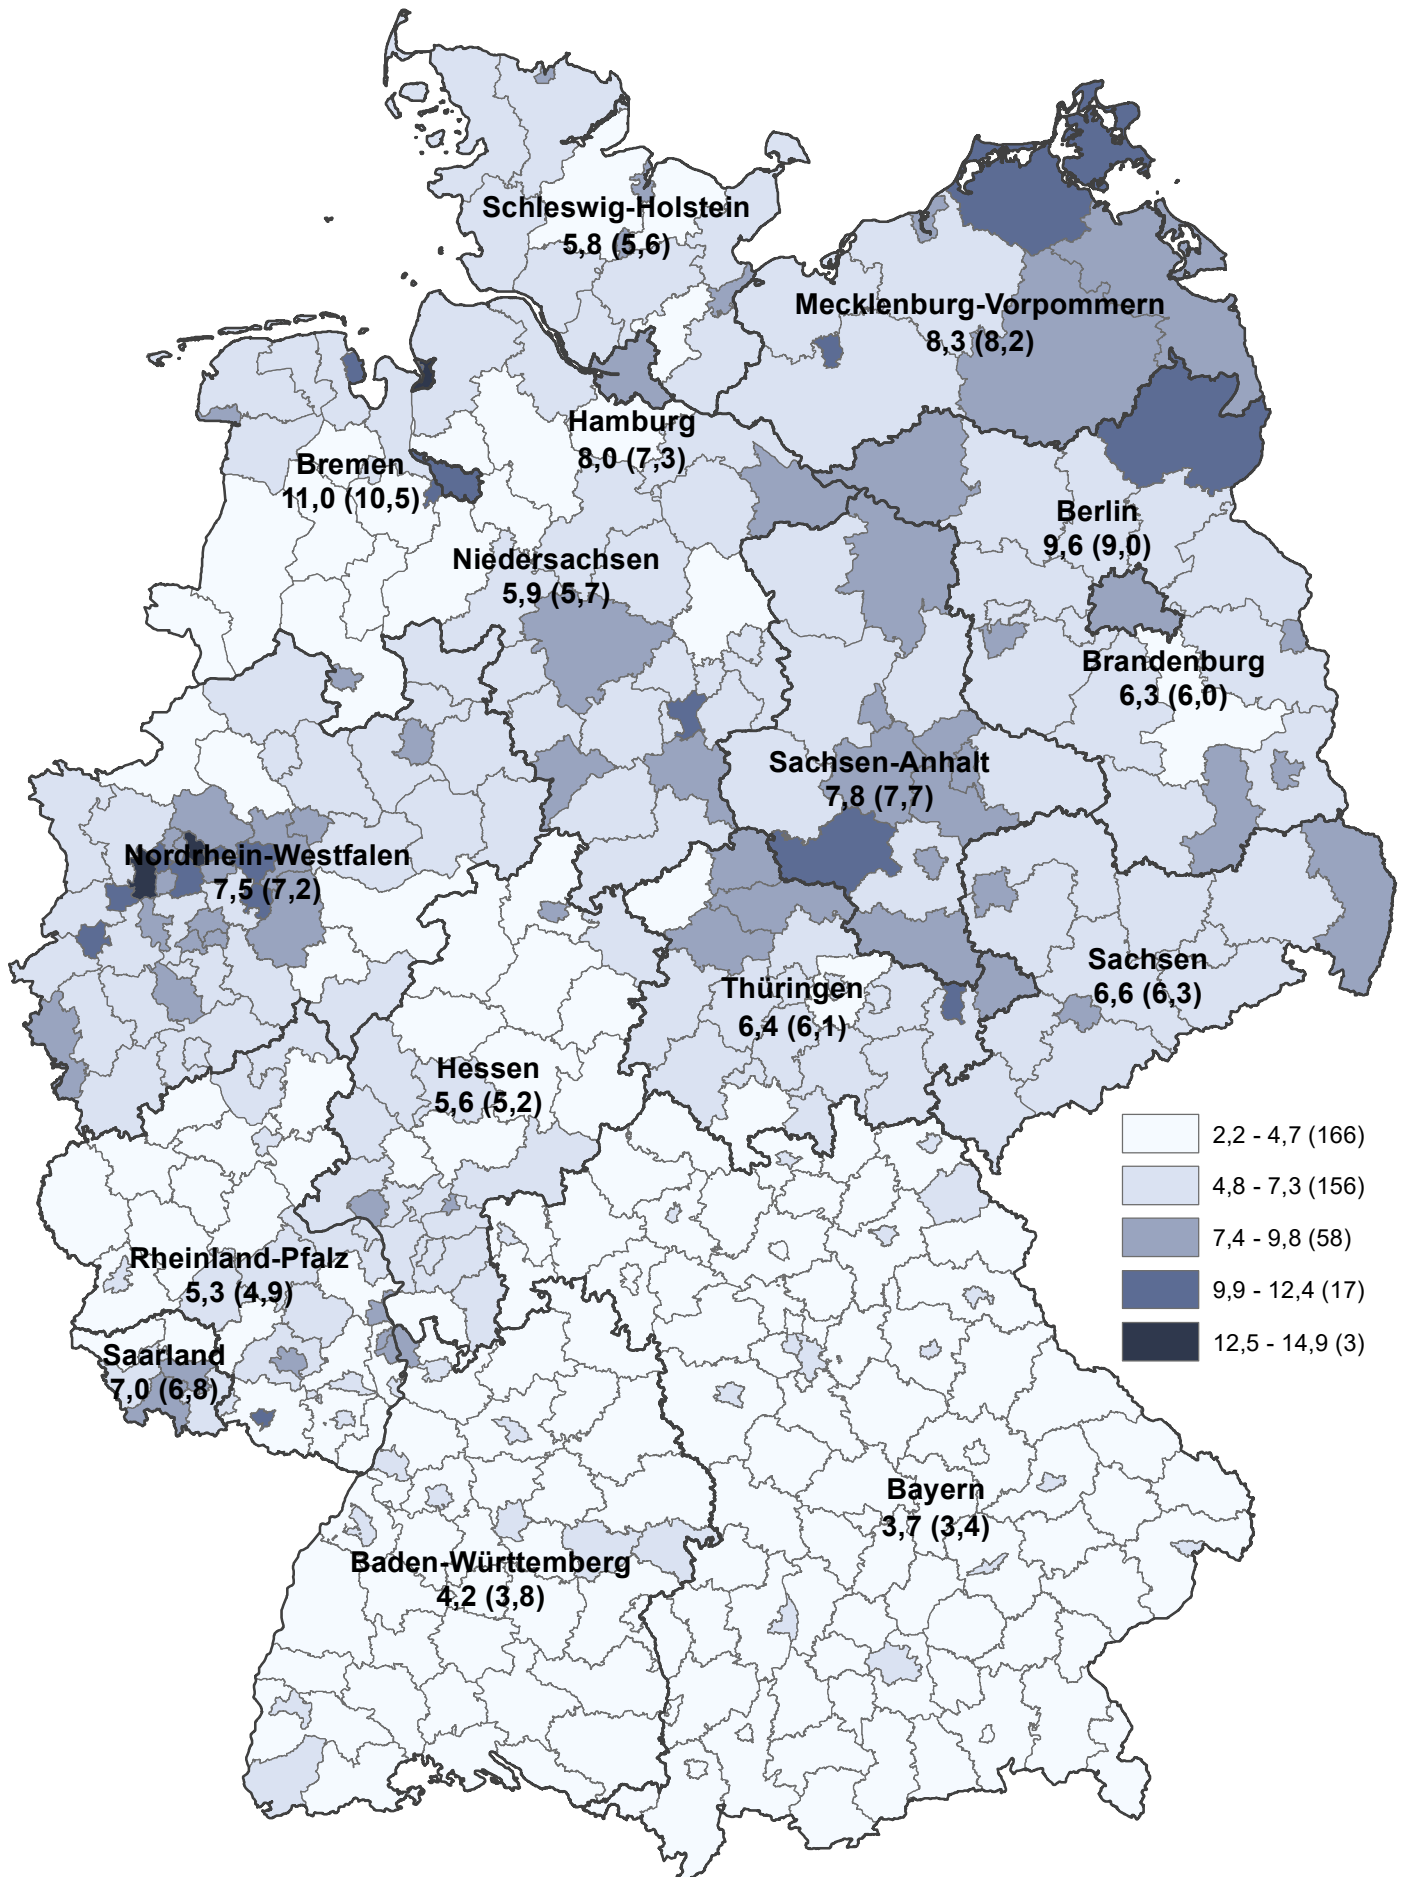 Schleswig-Holstein
5,8 (5,6)
Mecklenburg-Vorpommern
8,3 (8,2)
Hamburg
8,0 (7,3)
Bremen
11,0 (10,5)
Berlin
9,6 (9,0)
Niedersachsen
5,9 (5,7)
Brandenburg
6,3 (6,0)
Sachsen-Anhalt
7,8 (7,7)
Nordrhein-Westfalen
7,5 (7,2)
Sachsen
6,6 (6,3)
Thüringen
6,4 (6,1)
Hessen
5,6 (5,2)
2,2 - 4,7 (166)
4,8 - 7,3 (156)
7,4 - 9,8 (58)
9,9 - 12,4 (17)
12,5 - 14,9 (3)
Rheinland-Pfalz
5,3 (4,9)
Saarland
7,0 (6,8)
Bayern
3,7 (3,4)
Baden-Württemberg
4,2 (3,8)